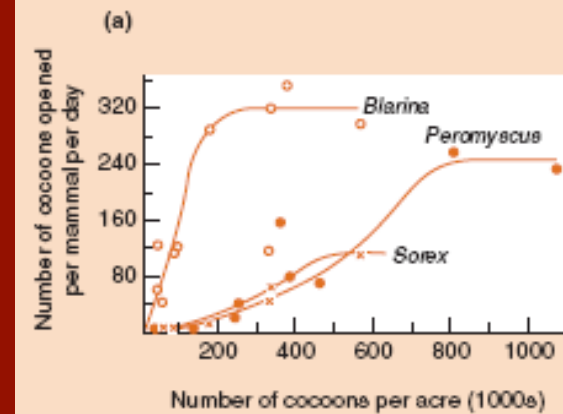 (a)
Number of cocoons opened
per mammal per day
320
240
160
80
Blarina
Peromyscus
Sorex
200 400 600 800 1000
Number of cocoons per acre (1000s)